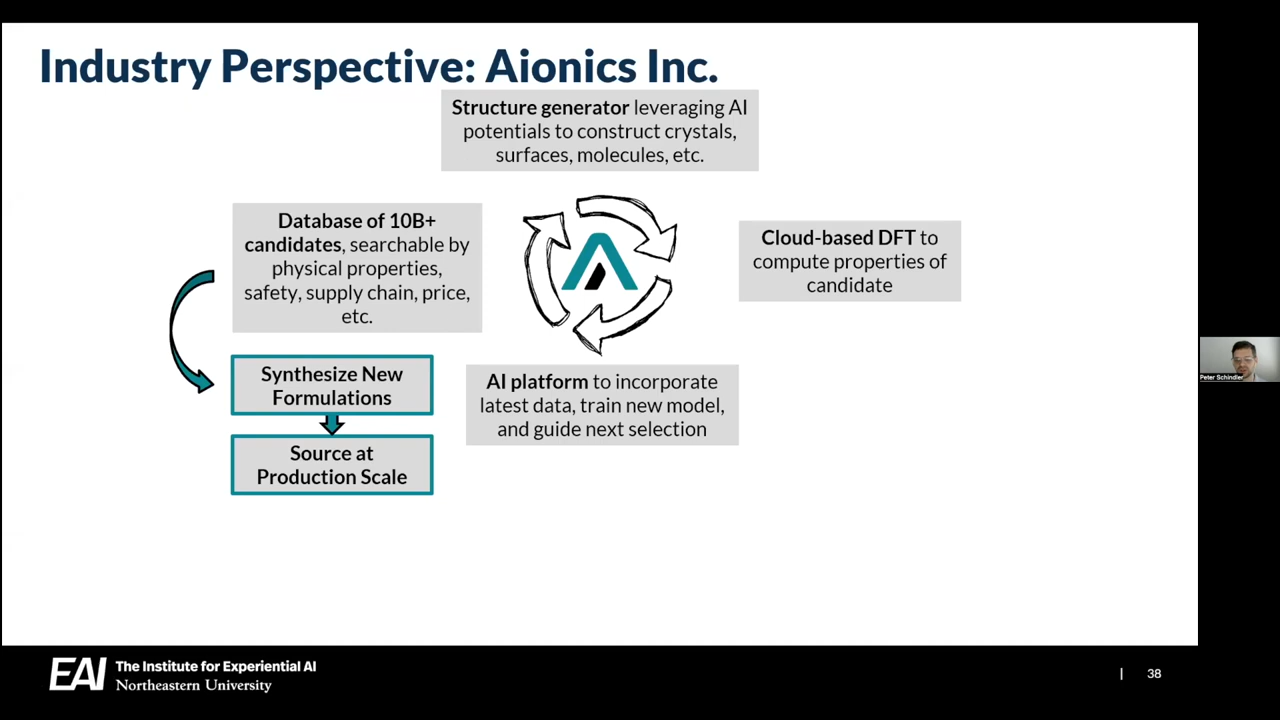 Industry Perspective: Aionics Inc.
Structure generator leveraging AI
potentials to construct crystals,
surfaces, molecules, etc.
Database of 10B+
candidates, searchable by
physical properties,
safety, supply chain, price,
etc.
Cloud-based DFT to
compute properties of
candidate
Synthesize New
Formulations
AI platform to incorporate
latest data, train new model,
and guide next selection
Source at
Production Scale
Peter Schindler
EAI The Institute for Experiential AI
Northeastern University
| 38